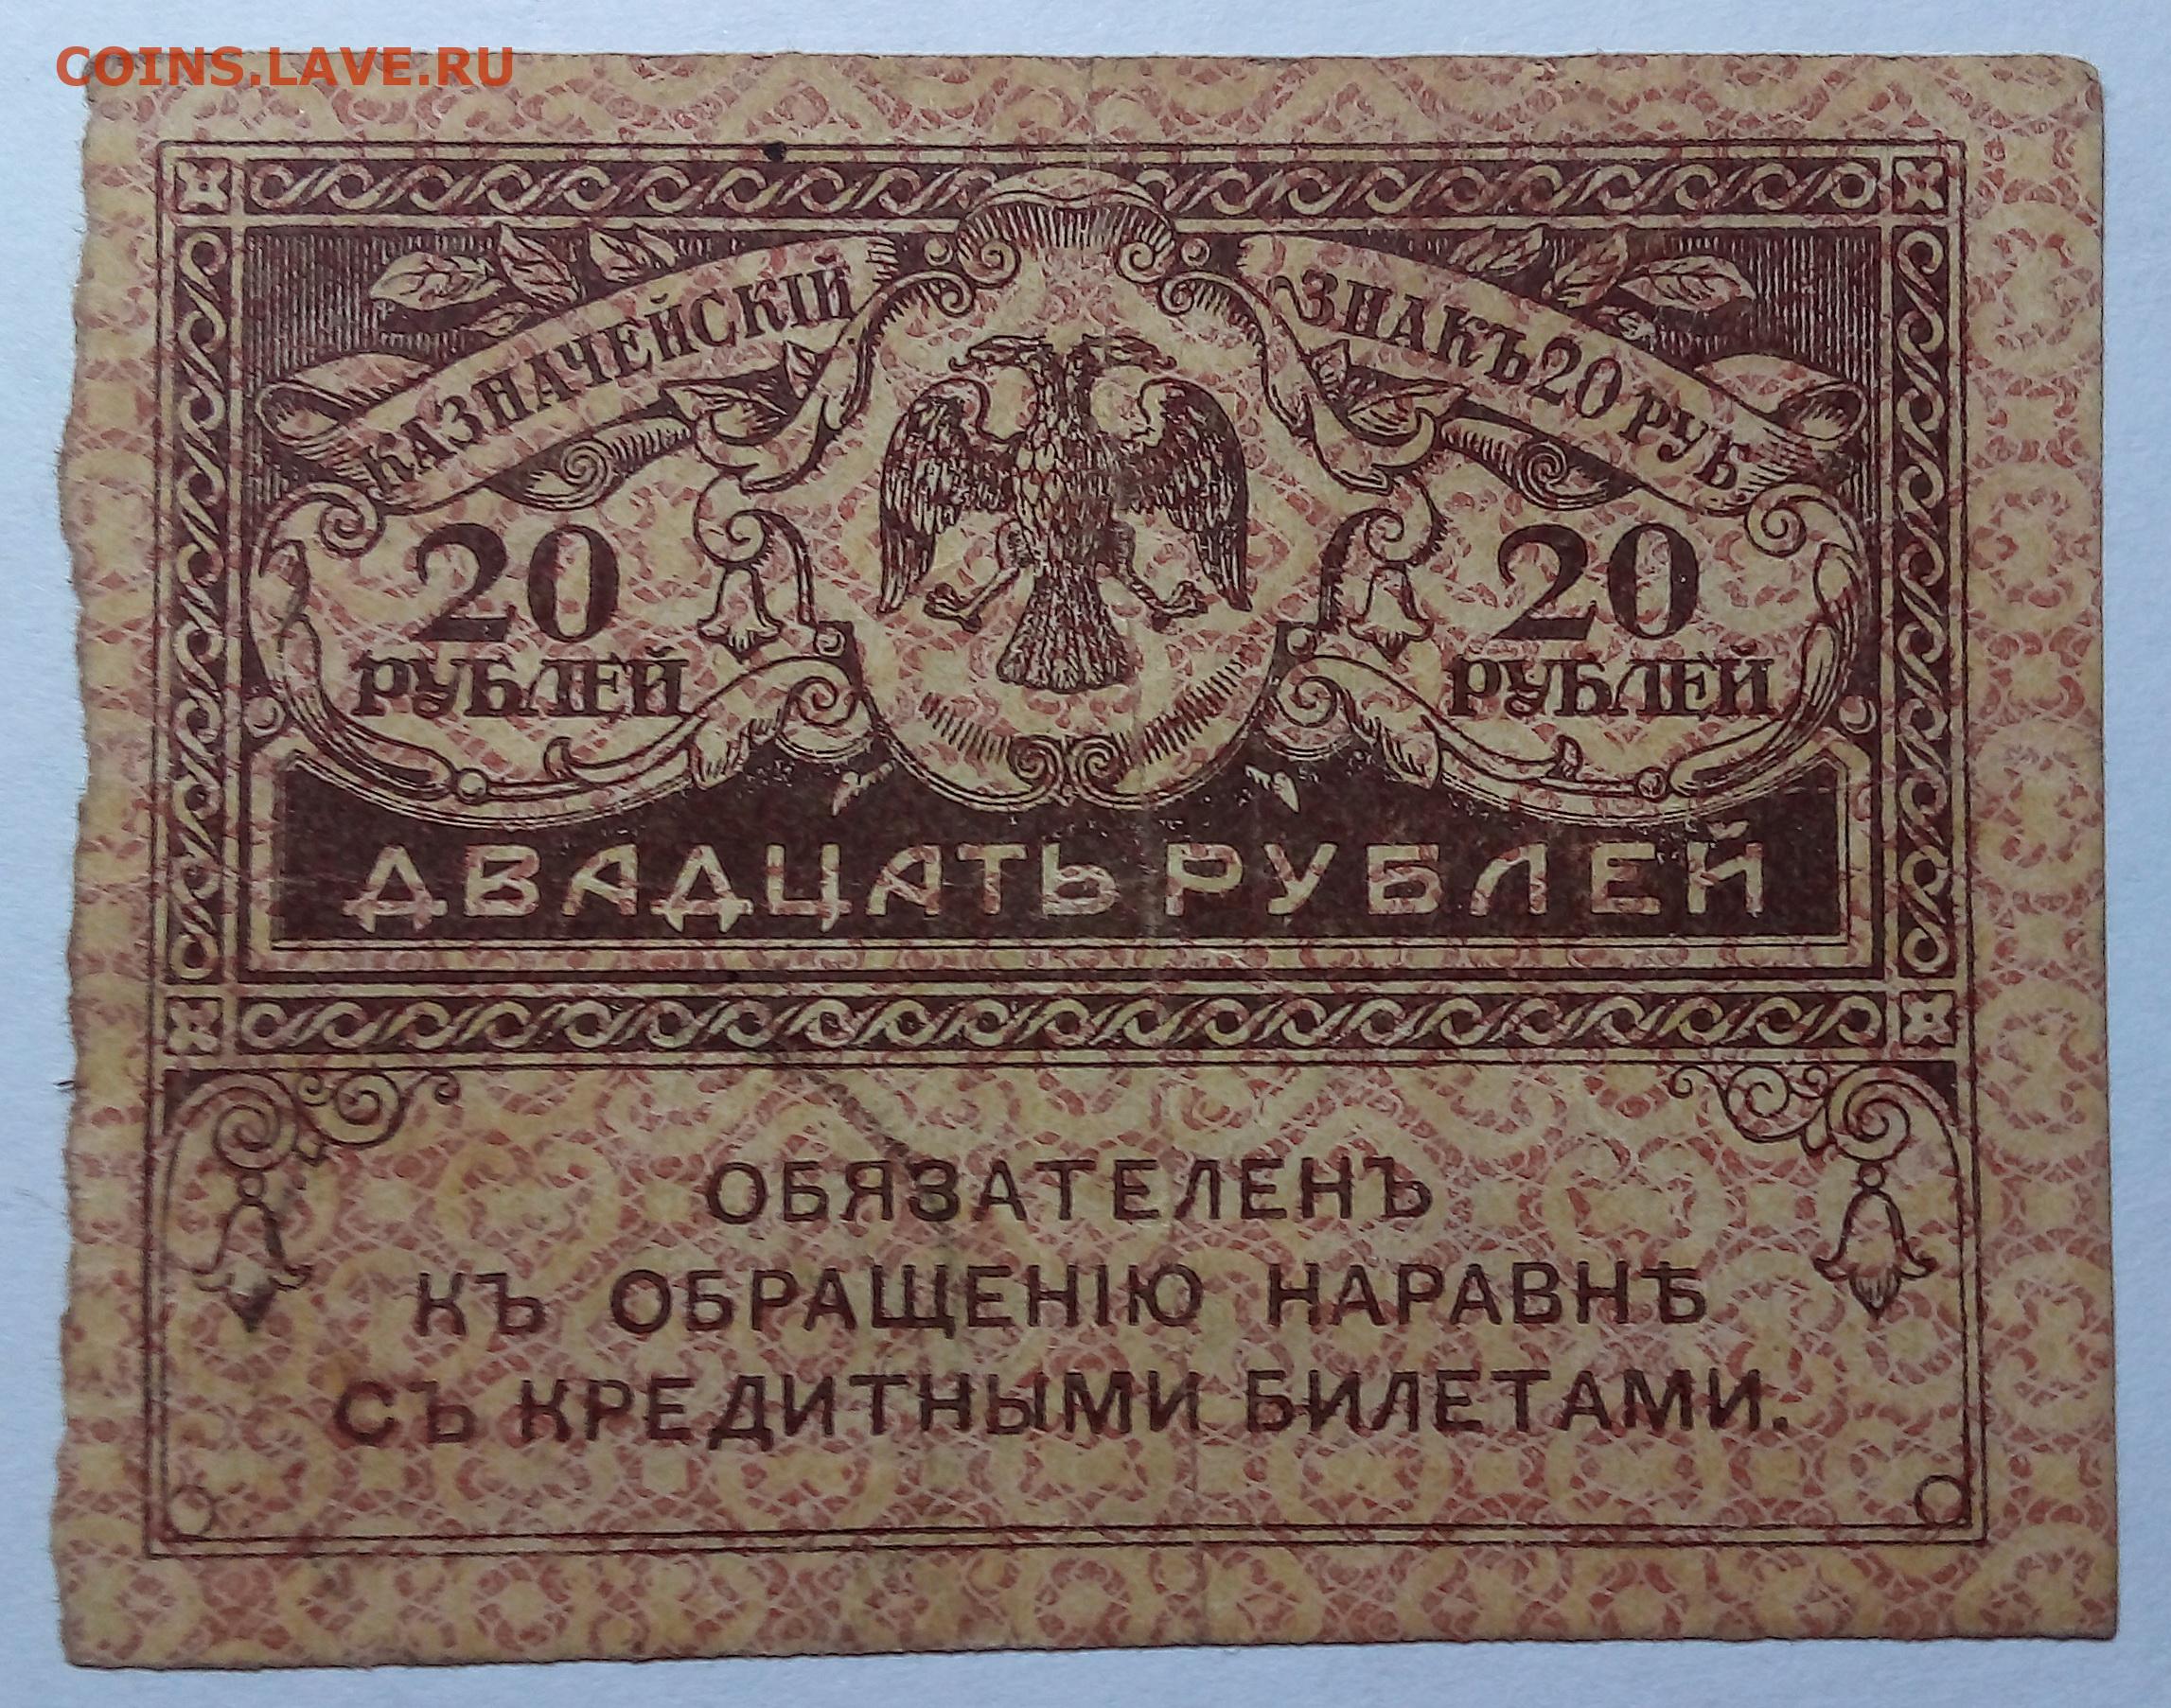 COINS.LAVE.RU
КАЗНАЧЕЙСКІЙ ЗНАКЪ 20 РУБ.
20 20
РУБЛЕЙ РУБЛЕЙ
ДВАДЦАТЬ РУБЛЕЙ
ОБЯЗАТЕЛЕНЪ
КЪ ОБРАЩЕНІЮ НАРАВНѢ
СЪ КРЕДИТНЫМИ БИЛЕТАМИ.